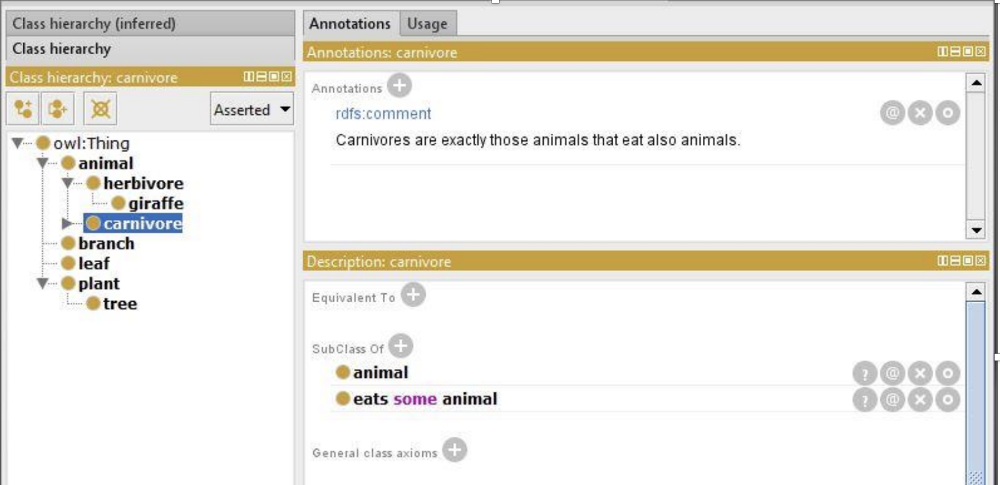 Class hierarchy (inferred)
Class hierarchy
Class hierarchy: carnivore
Asserted
owl:Thing
animal
herbivore
giraffe
carnivore
branch
leaf
plant
tree
Annotations Usage
Annotations: carnivore
Annotations
rdfs:comment
Carnivores are exactly those animals that eat also animals.
Description: carnivore
Equivalent To
SubClass Of
animal
eats some animal
General class axioms